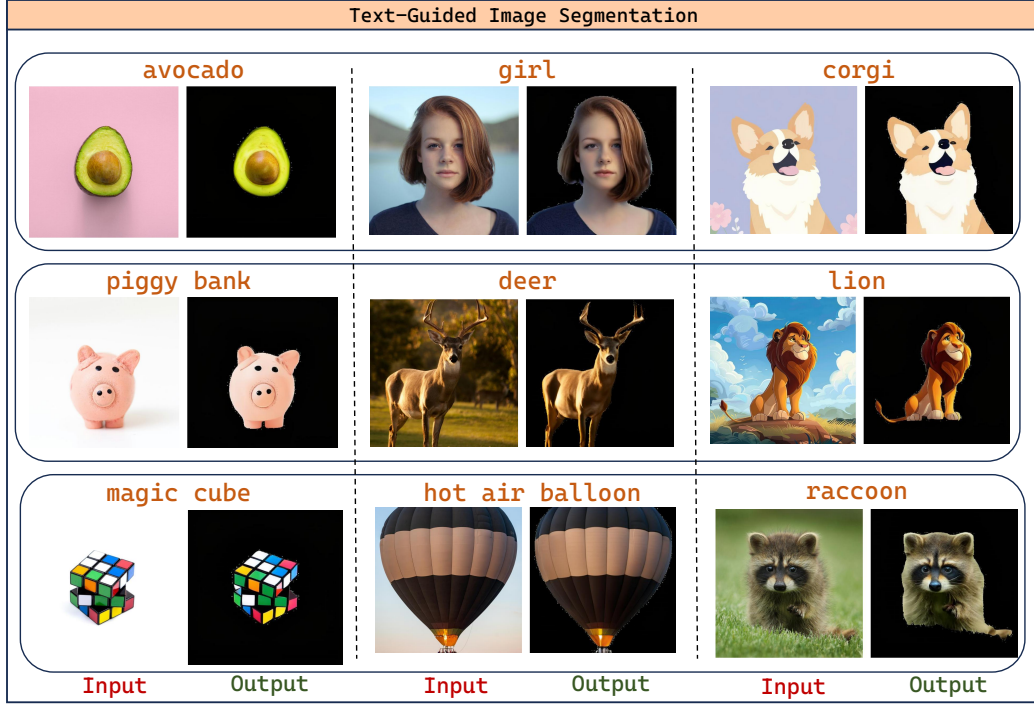 Text-Guided Image Segmentation
avocado
girl
corgi
piggy bank
deer
lion
magic cube
hot air balloon
raccoon
Input
Output
Input
Output
Input
Output